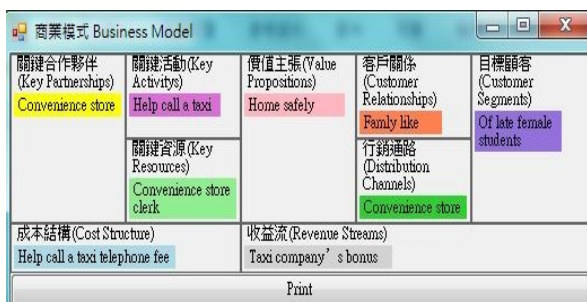 商業模式 Business Model
關鍵合作夥伴
(Key Partnerships)
Convenience store
關鍵活動(Key
Activitys)
Help call a taxi
關鍵資源(Key
Resources)
Convenience store
clerk
價值主張(Value
Propositions)
Home safely
客戶關係
(Customer
Relationships)
Famly like
行銷通路
(Distribution
Channels)
Convenience store
目標顧客
(Customer
Segments)
Of late female
students
成本結構(Cost Structure)
Help call a taxi telephone fee
收益流(Revenue Streams)
Taxi company's bonus
Print